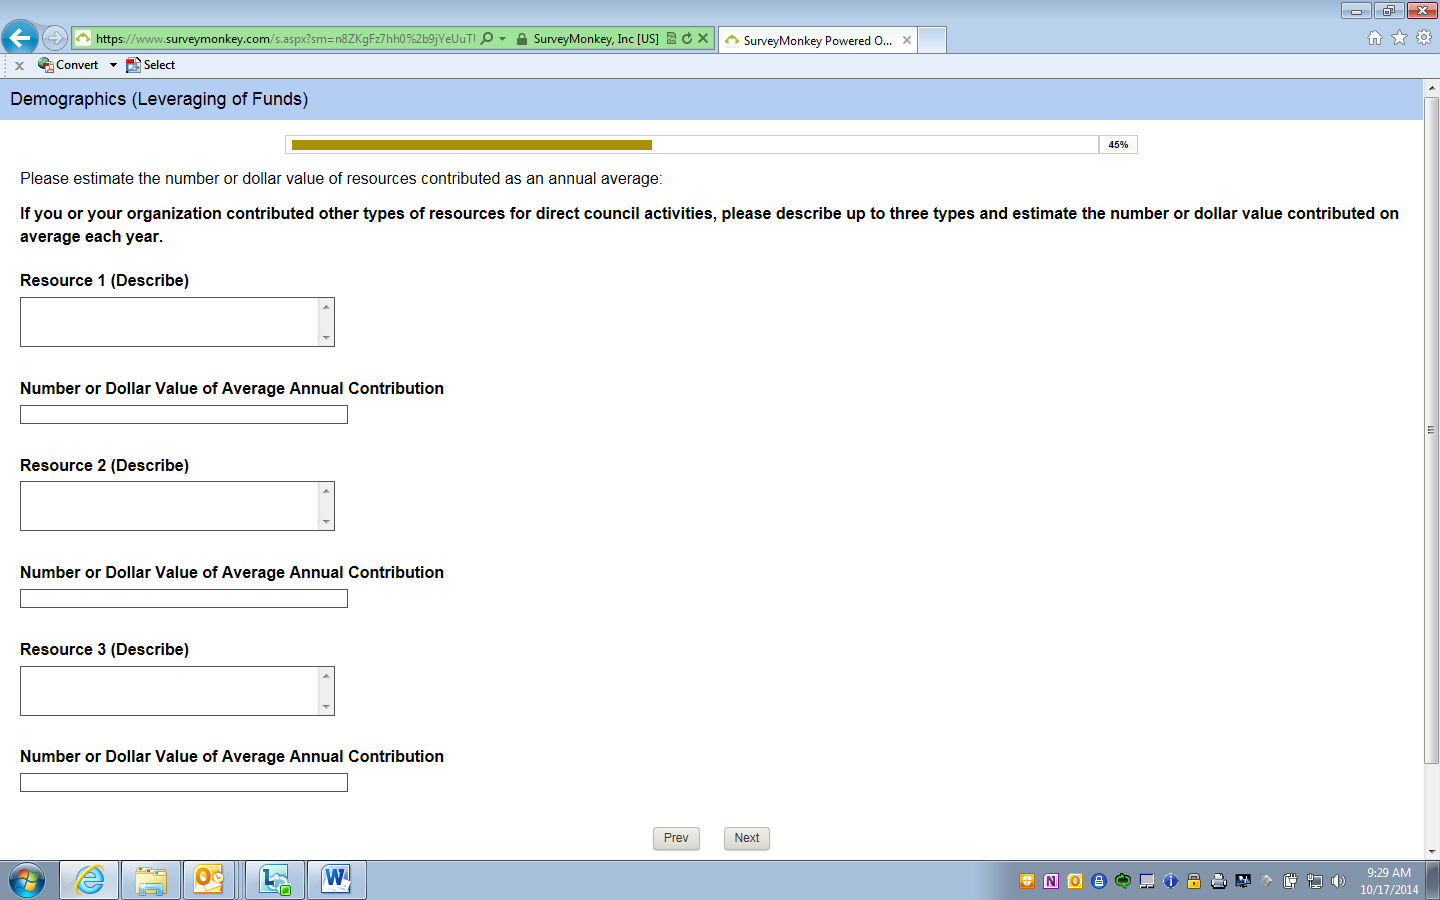 https://www.surveymonkey.com/s.aspx?sm=n8ZKgFz7hh0%2b9jYeUuTl
SurveyMonkey, Inc [US]
SurveyMonkey Powered O...
Convert
Select
Demographics (Leveraging of Funds)
45%
Please estimate the number or dollar value of resources contributed as an annual average:
If you or your organization contributed other types of resources for direct council activities, please describe up to three types and estimate the number or dollar value contributed on
average each year.
Resource 1 (Describe)
Number or Dollar Value of Average Annual Contribution
Resource 2 (Describe)
Number or Dollar Value of Average Annual Contribution
Resource 3 (Describe)
Number or Dollar Value of Average Annual Contribution
Prev
Next
9:29 AM
10/17/2014